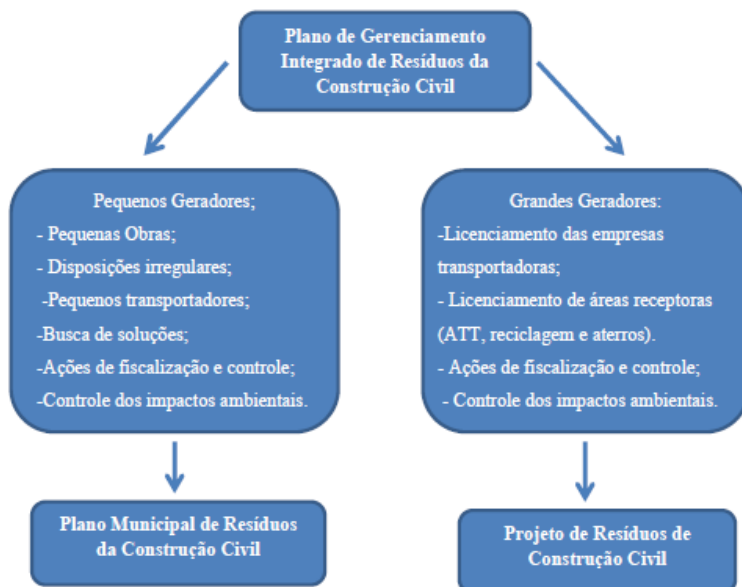 Plano de Gerenciamento
Integrado de Resíduos da
Construção Civil
Pequenos Geradores;
- Pequenas Obras;
- Disposições irregulares;
-Pequenos transportadores;
-Busca de soluções;
-Ações de fiscalização e controle;
-Controle dos impactos ambientais.
Grandes Geradores:
-Licenciamento das empresas
transportadoras;
- Licenciamento de áreas receptoras
(ATT, reciclagem e aterros).
- Ações de fiscalização e controle;
- Controle dos impactos ambientais.
Plano Municipal de Resíduos
da Construção Civil
Projeto de Resíduos de
Construção Civil